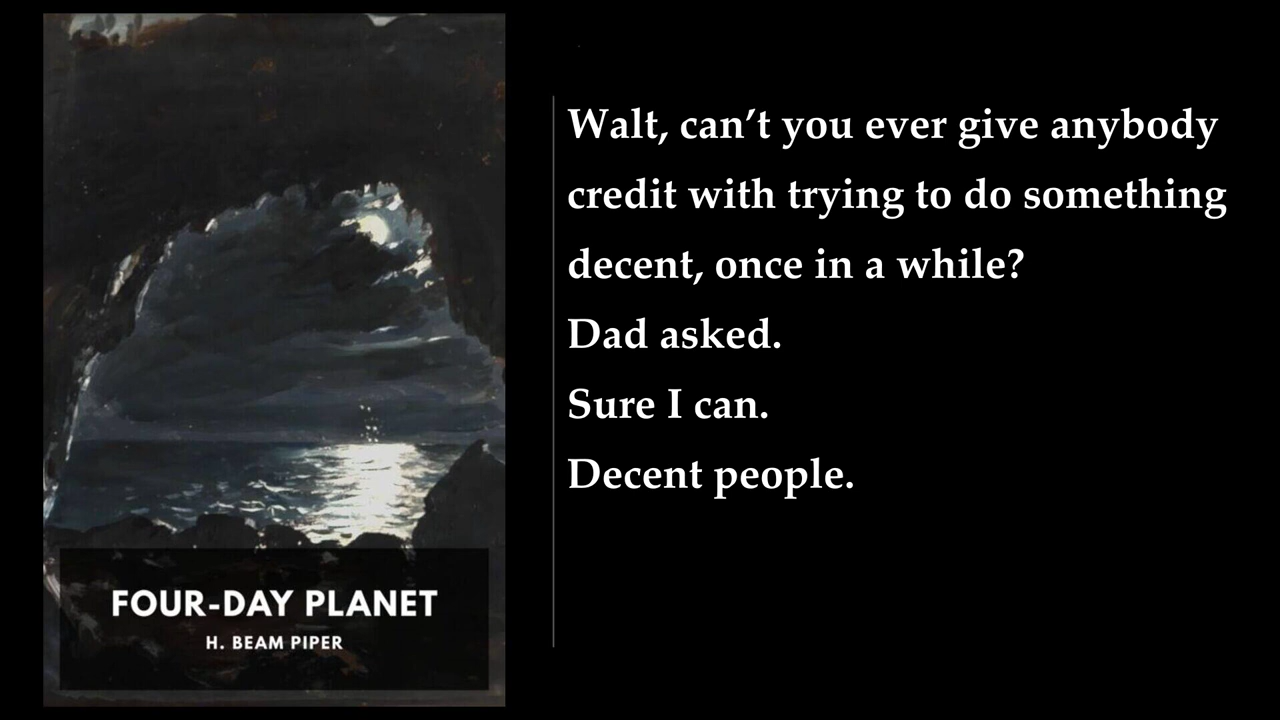 FOUR-DAY PLANET
H. BEAM PIPER
Walt, can’t you ever give anybody
credit with trying to do something
decent, once in a while?
Dad asked.
Sure I can.
Decent people.